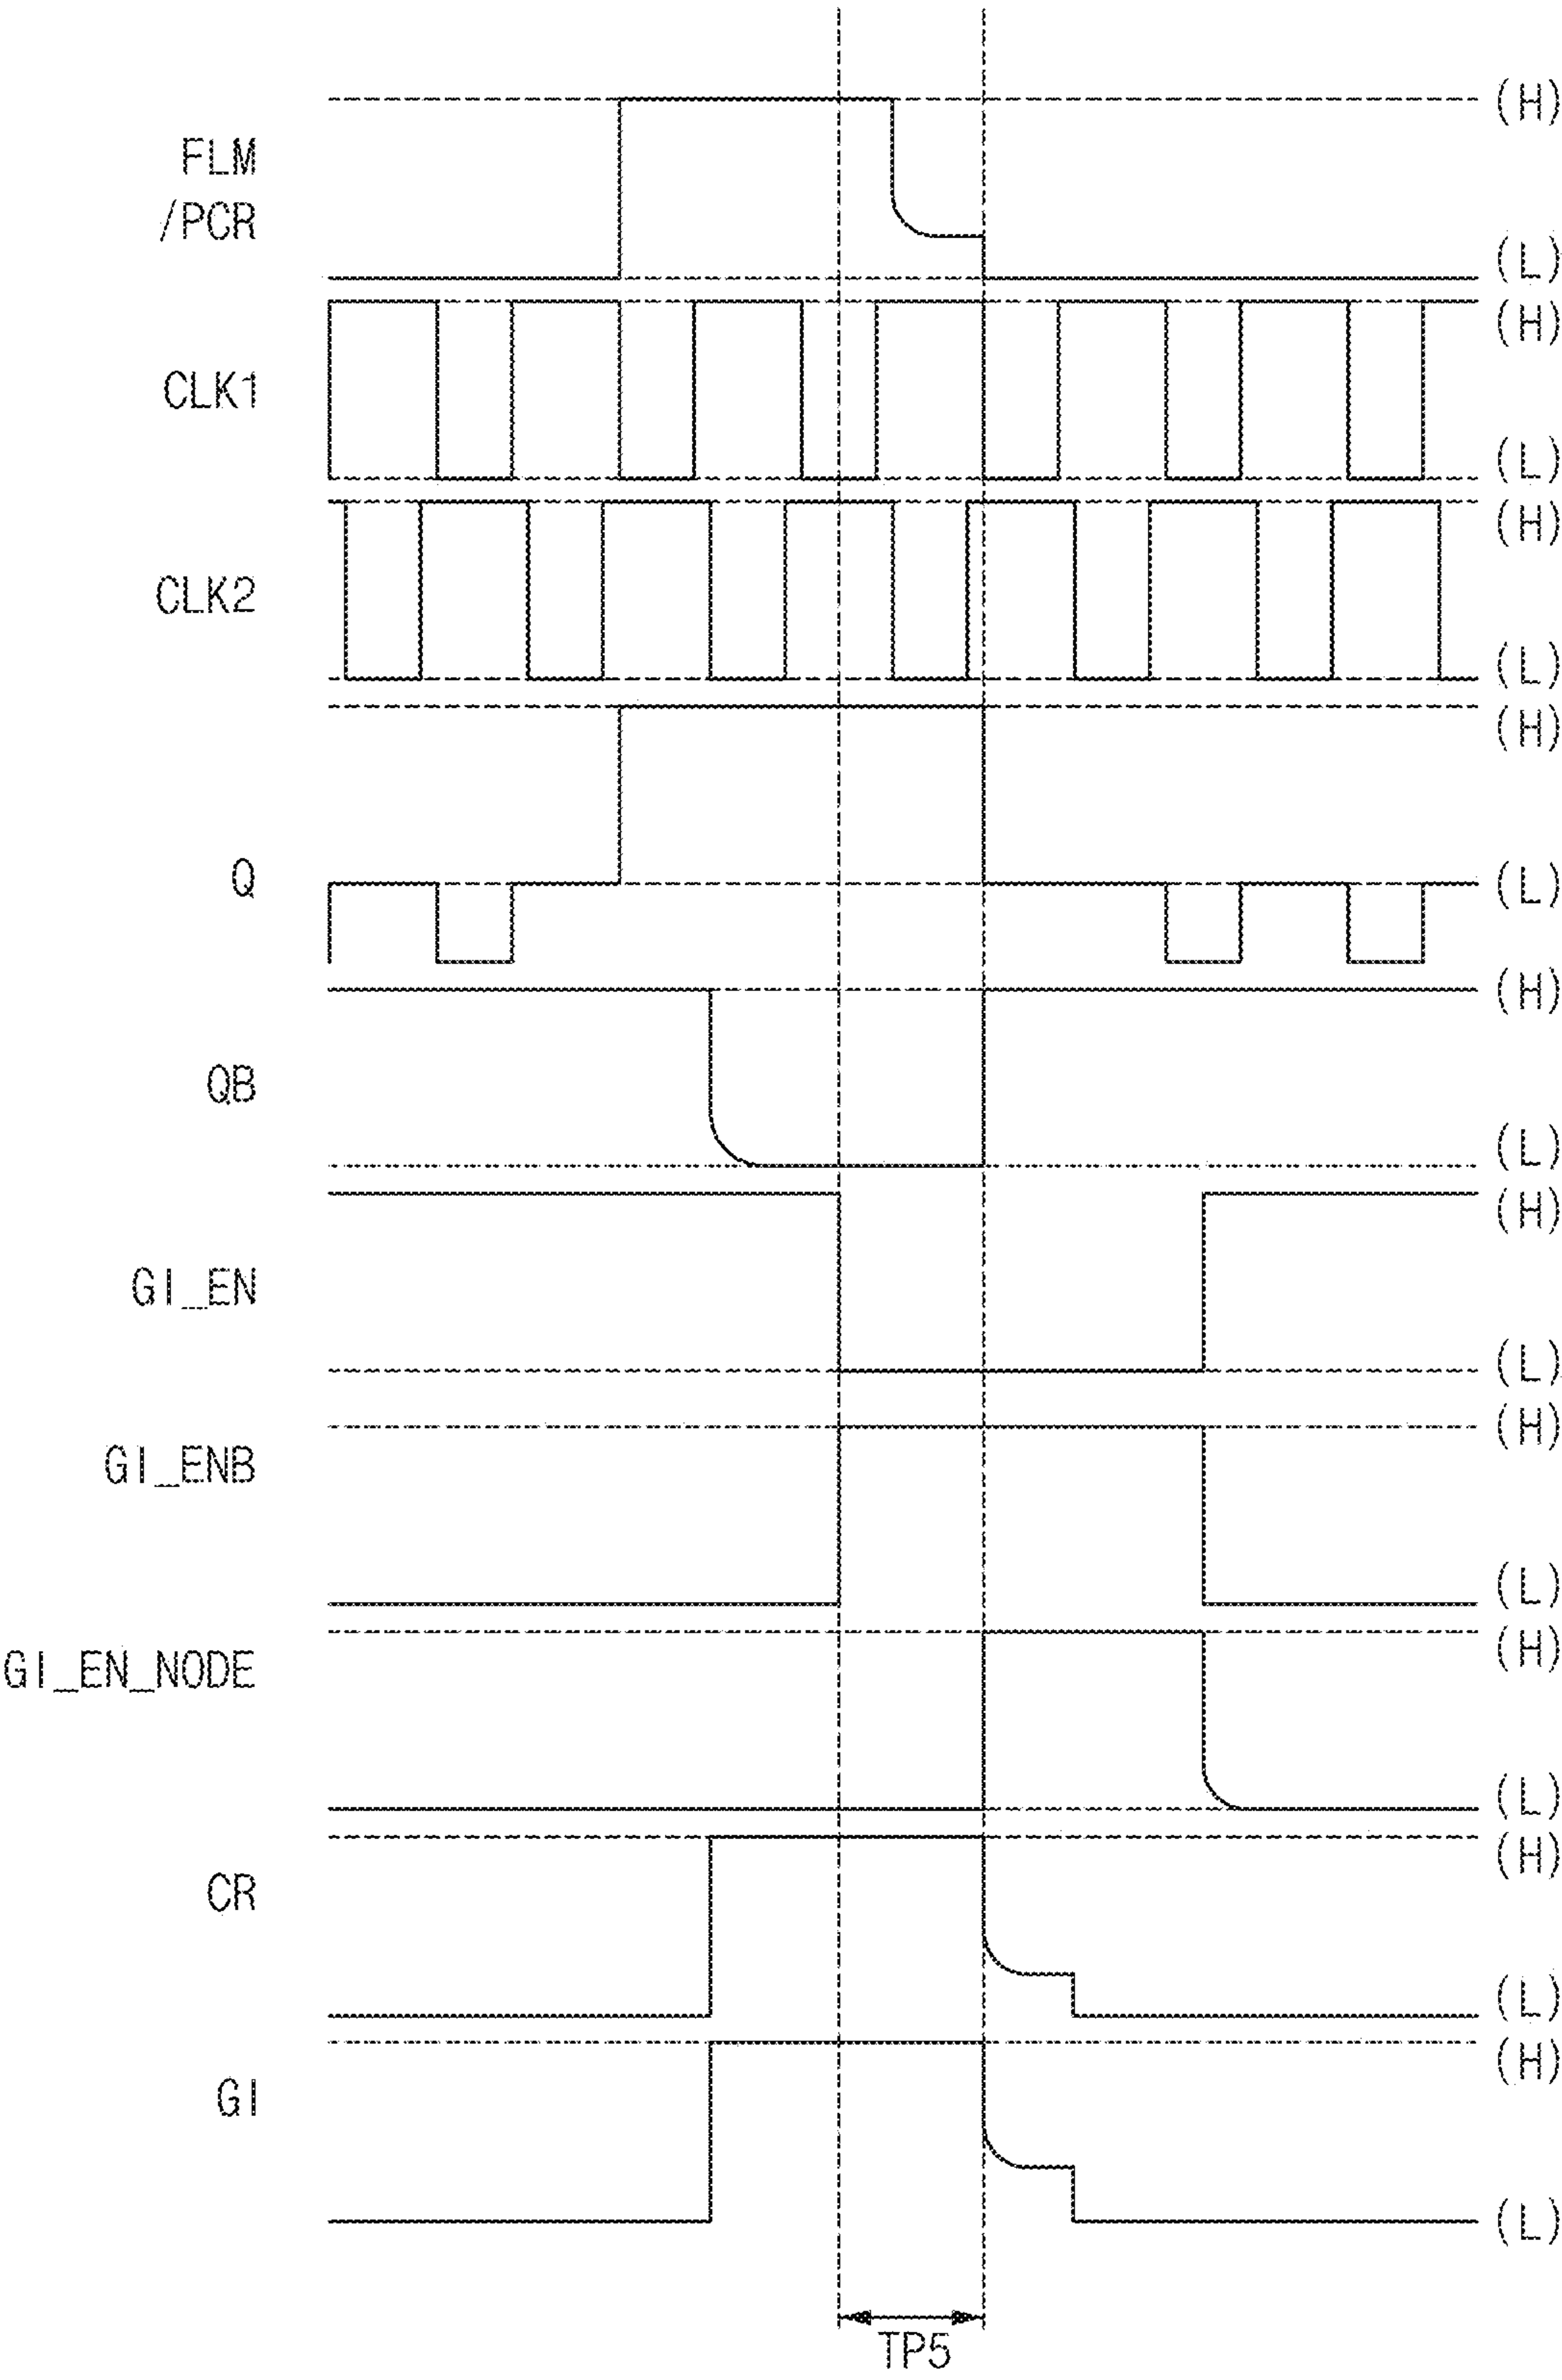 (H)
FLM
/PCR
(L)
(H)
CLK1
(L)
(H)
CLK2
(L)
(H)
Q
(L)
(H)
QB
(L)
(H)
GI_EN
(L)
(H)
GI_ENB
(L)
(H)
GI_EN_NODE
(L)
(H)
CR
(L)
(H)
GI
(L)
TP5